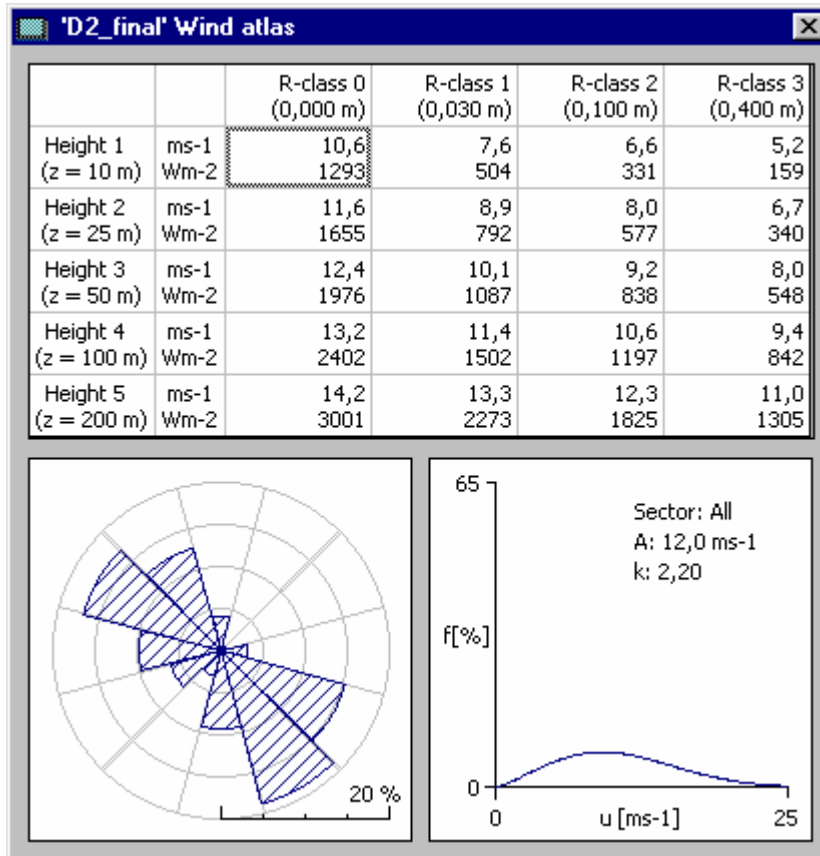 'D2_final' Wind atlas
R-class 0 R-class 1 R-class 2 R-class 3
(0,000 m) (0,030 m) (0,100 m) (0,400 m)
Height 1 ms-1 10,6 7,6 6,6 5,2
(z = 10 m) Wm-2 1293 504 331 159
Height 2 ms-1 11,6 8,9 8,0 6,7
(z = 25 m) Wm-2 1655 792 577 340
Height 3 ms-1 12,4 10,1 9,2 8,0
(z = 50 m) Wm-2 1976 1087 838 548
Height 4 ms-1 13,2 11,4 10,6 9,4
(z = 100 m) Wm-2 2402 1502 1197 842
Height 5 ms-1 14,2 13,3 12,3 11,0
(z = 200 m) Wm-2 3001 2273 1825 1305
20 %
65
Sector: All
A: 12,0 ms-1
k: 2,20
f[%]
0
0 u [ms-1] 25